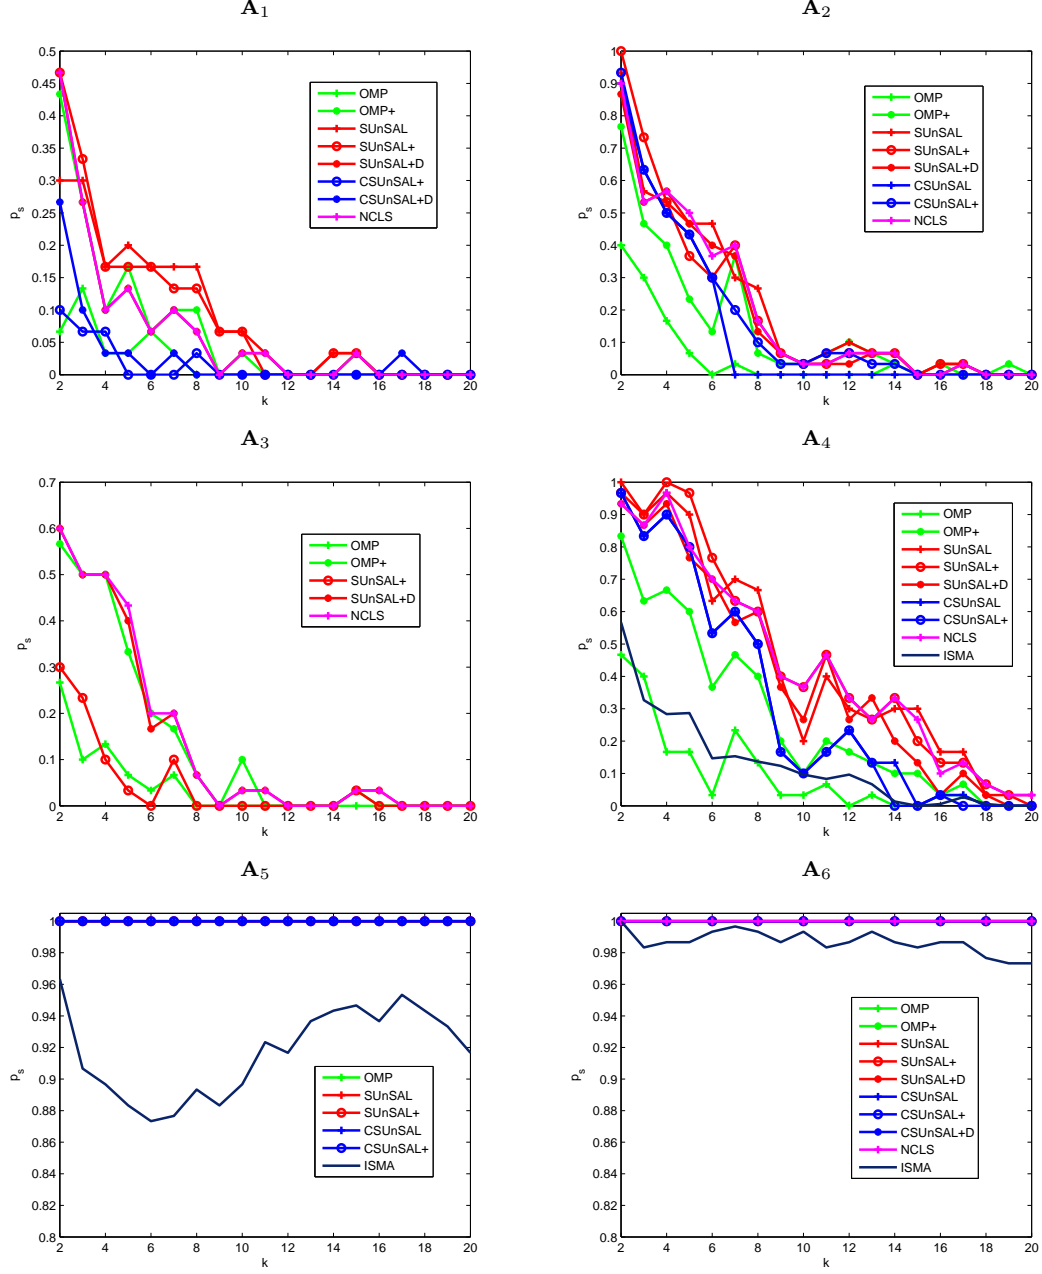 A1
0.5
0.45
0.4
0.35
0.3
0.25
0.2
0.15
0.1
0.05
0
2 4 6 8 10 12 14 16 18 20
k
ps
OMP
OMP+
SUnSAL
SUnSAL+
SUnSAL+D
CSUnSAL+
CSUnSAL+D
NCLS
A2
1
0.9
0.8
0.7
0.6
0.5
0.4
0.3
0.2
0.1
0
2 4 6 8 10 12 14 16 18 20
k
ps
OMP
OMP+
SUnSAL
SUnSAL+
SUnSAL+D
CSUnSAL
CSUnSAL+
NCLS
A3
0.7
0.6
0.5
0.4
0.3
0.2
0.1
0
2 4 6 8 10 12 14 16 18 20
k
ps
OMP
OMP+
SUnSAL+
SUnSAL+D
NCLS
A4
1
0.9
0.8
0.7
0.6
0.5
0.4
0.3
0.2
0.1
0
2 4 6 8 10 12 14 16 18 20
k
ps
OMP
OMP+
SUnSAL
SUnSAL+
SUnSAL+D
CSUnSAL
CSUnSAL+
NCLS
ISMA
A5
1
0.98
0.96
0.94
0.92
0.9
0.88
0.86
0.84
0.82
0.8
2 4 6 8 10 12 14 16 18 20
k
ps
OMP
SUnSAL
SUnSAL+
CSUnSAL
CSUnSAL+
ISMA
A6
1
0.98
0.96
0.94
0.92
0.9
0.88
0.86
0.84
0.82
0.8
2 4 6 8 10 12 14 16 18 20
k
ps
OMP
OMP+
SUnSAL
SUnSAL+
SUnSAL+D
CSUnSAL
CSUnSAL+
CSUnSAL+D
NCLS
ISMA